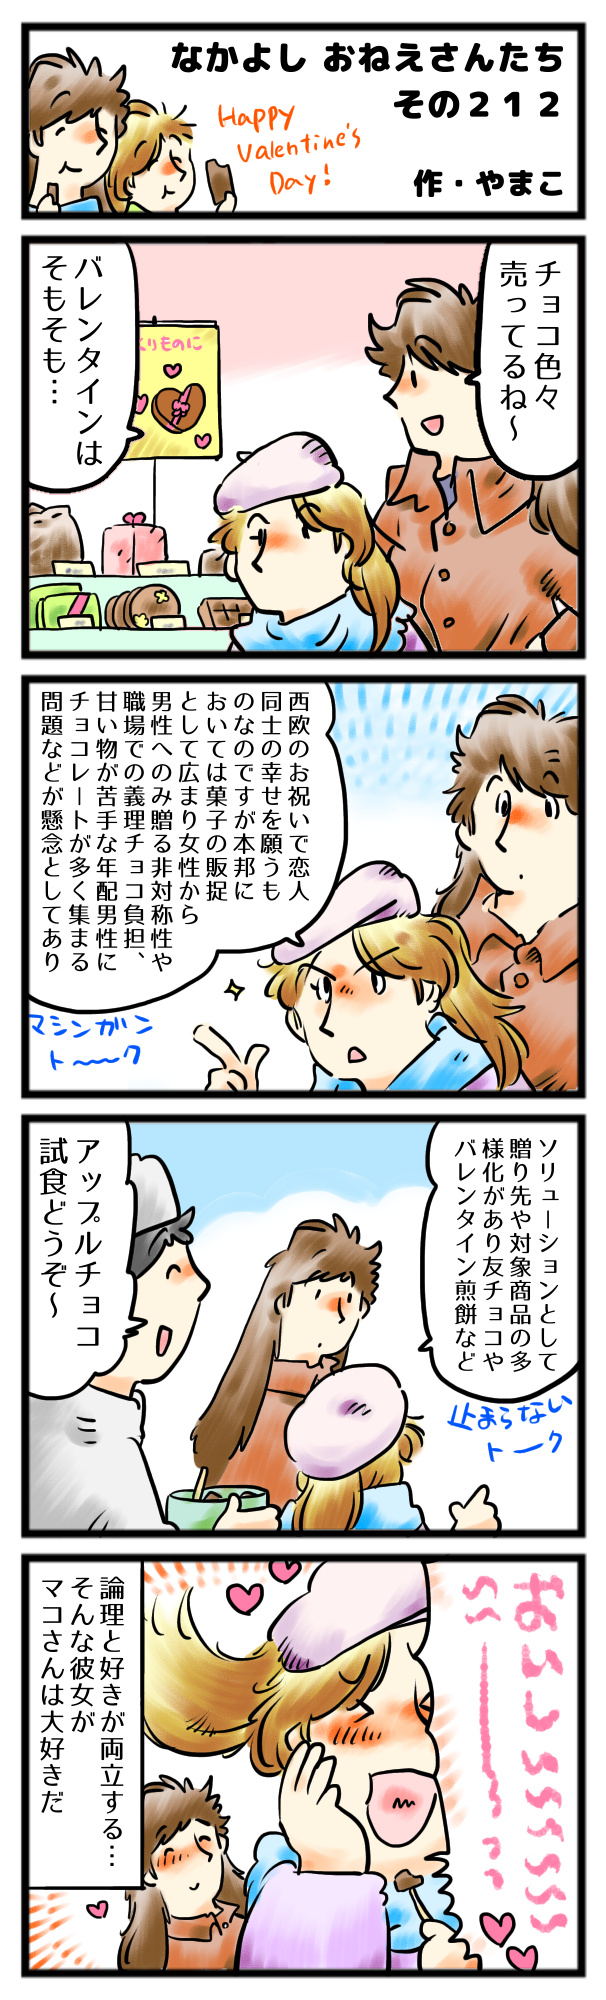 なかよし おねえさんたち
その２１２
作・やまこ
Happy
Valentine's
Day!
チョコ色々
売ってるね～
バレンタインは
そもそも…
くりものに
西欧のお祝いで恋人
同士の幸せを願うも
のなのですが本邦に
おいては菓子の販捉
として広まり女性から
男性へのみ贈る非対称性や
職場での義理チョコ負担、
甘い物が苦手な年配男性に
チョコレートが多く集まる
問題などが懸念としてあり
マシンガン
ト～～ク
ソリューションとして
贈り先や対象商品の多
様化があり友チョコや
バレンタイン煎餅など
止まらない
トーク
アップルチョコ
試食どうぞ～
おいしぃぃぃぃぃ
論理と好きが両立する…
そんな彼女が
マコさんは大好きだ